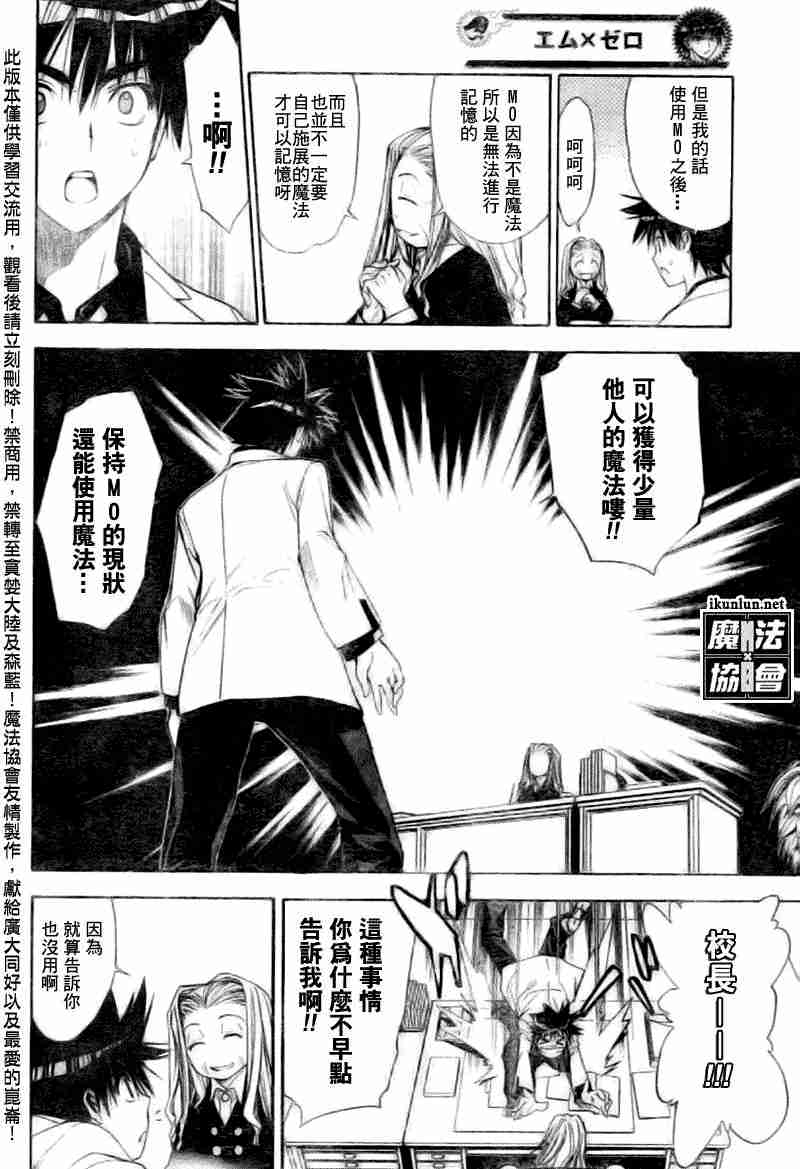 エム×ゼロ
但是我的話
使用M0之後…
呵呵呵
M0因為不是魔法
所以是無法進行
記憶的
而且
也並不一定要
自己施展的魔法
才可以記憶呀
…啊!!
可以獲得少量
他人的魔法嘍!!
保持M0的現狀
還能使用魔法…
ikunlun.net
魔法
M×0
協會
校長——!!!
這種事情
你爲什麼不早點
告訴我啊!!
因為
就算告訴你
也沒用啊
此版本僅供學習交流用，觀看後請立刻刪除！禁商用，禁轉至貪婪大陸及森藍！魔法協會友情製作，獻給廣大同好以及最愛的崑崙！